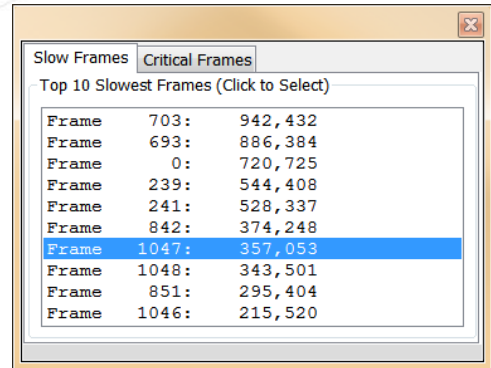 Slow Frames Critical Frames
Top 10 Slowest Frames (Click to Select)
Frame 703: 942,432
Frame 693: 886,384
Frame 0: 720,725
Frame 239: 544,408
Frame 241: 528,337
Frame 842: 374,248
Frame 1047: 357,053
Frame 1048: 343,501
Frame 851: 295,404
Frame 1046: 215,520